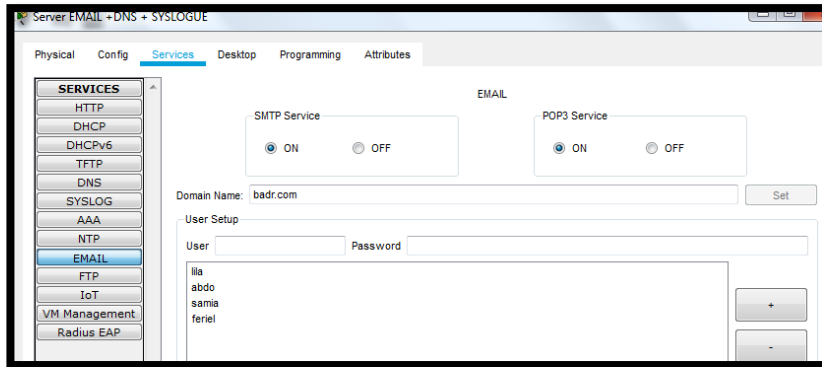 Server EMAIL +DNS + SYSLOGUE
Physical Config Services Desktop Programming Attributes
SERVICES
HTTP
DHCP
DHCPv6
TFTP
DNS
SYSLOG
AAA
NTP
EMAIL
FTP
IoT
VM Management
Radius EAP
EMAIL
SMTP Service
ON OFF
POP3 Service
ON OFF
Domain Name: badr.com Set
User Setup
User Password
lila
abdo
samia
feriel
+
-